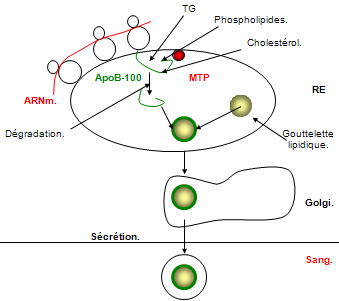 TG
Phospholipides.
Cholestérol.
ApoB-100
MTP
RE
ARNm.
Dégradation.
Gouttelette
lipidique.
Golgi.
Sécrétion.
Sang.